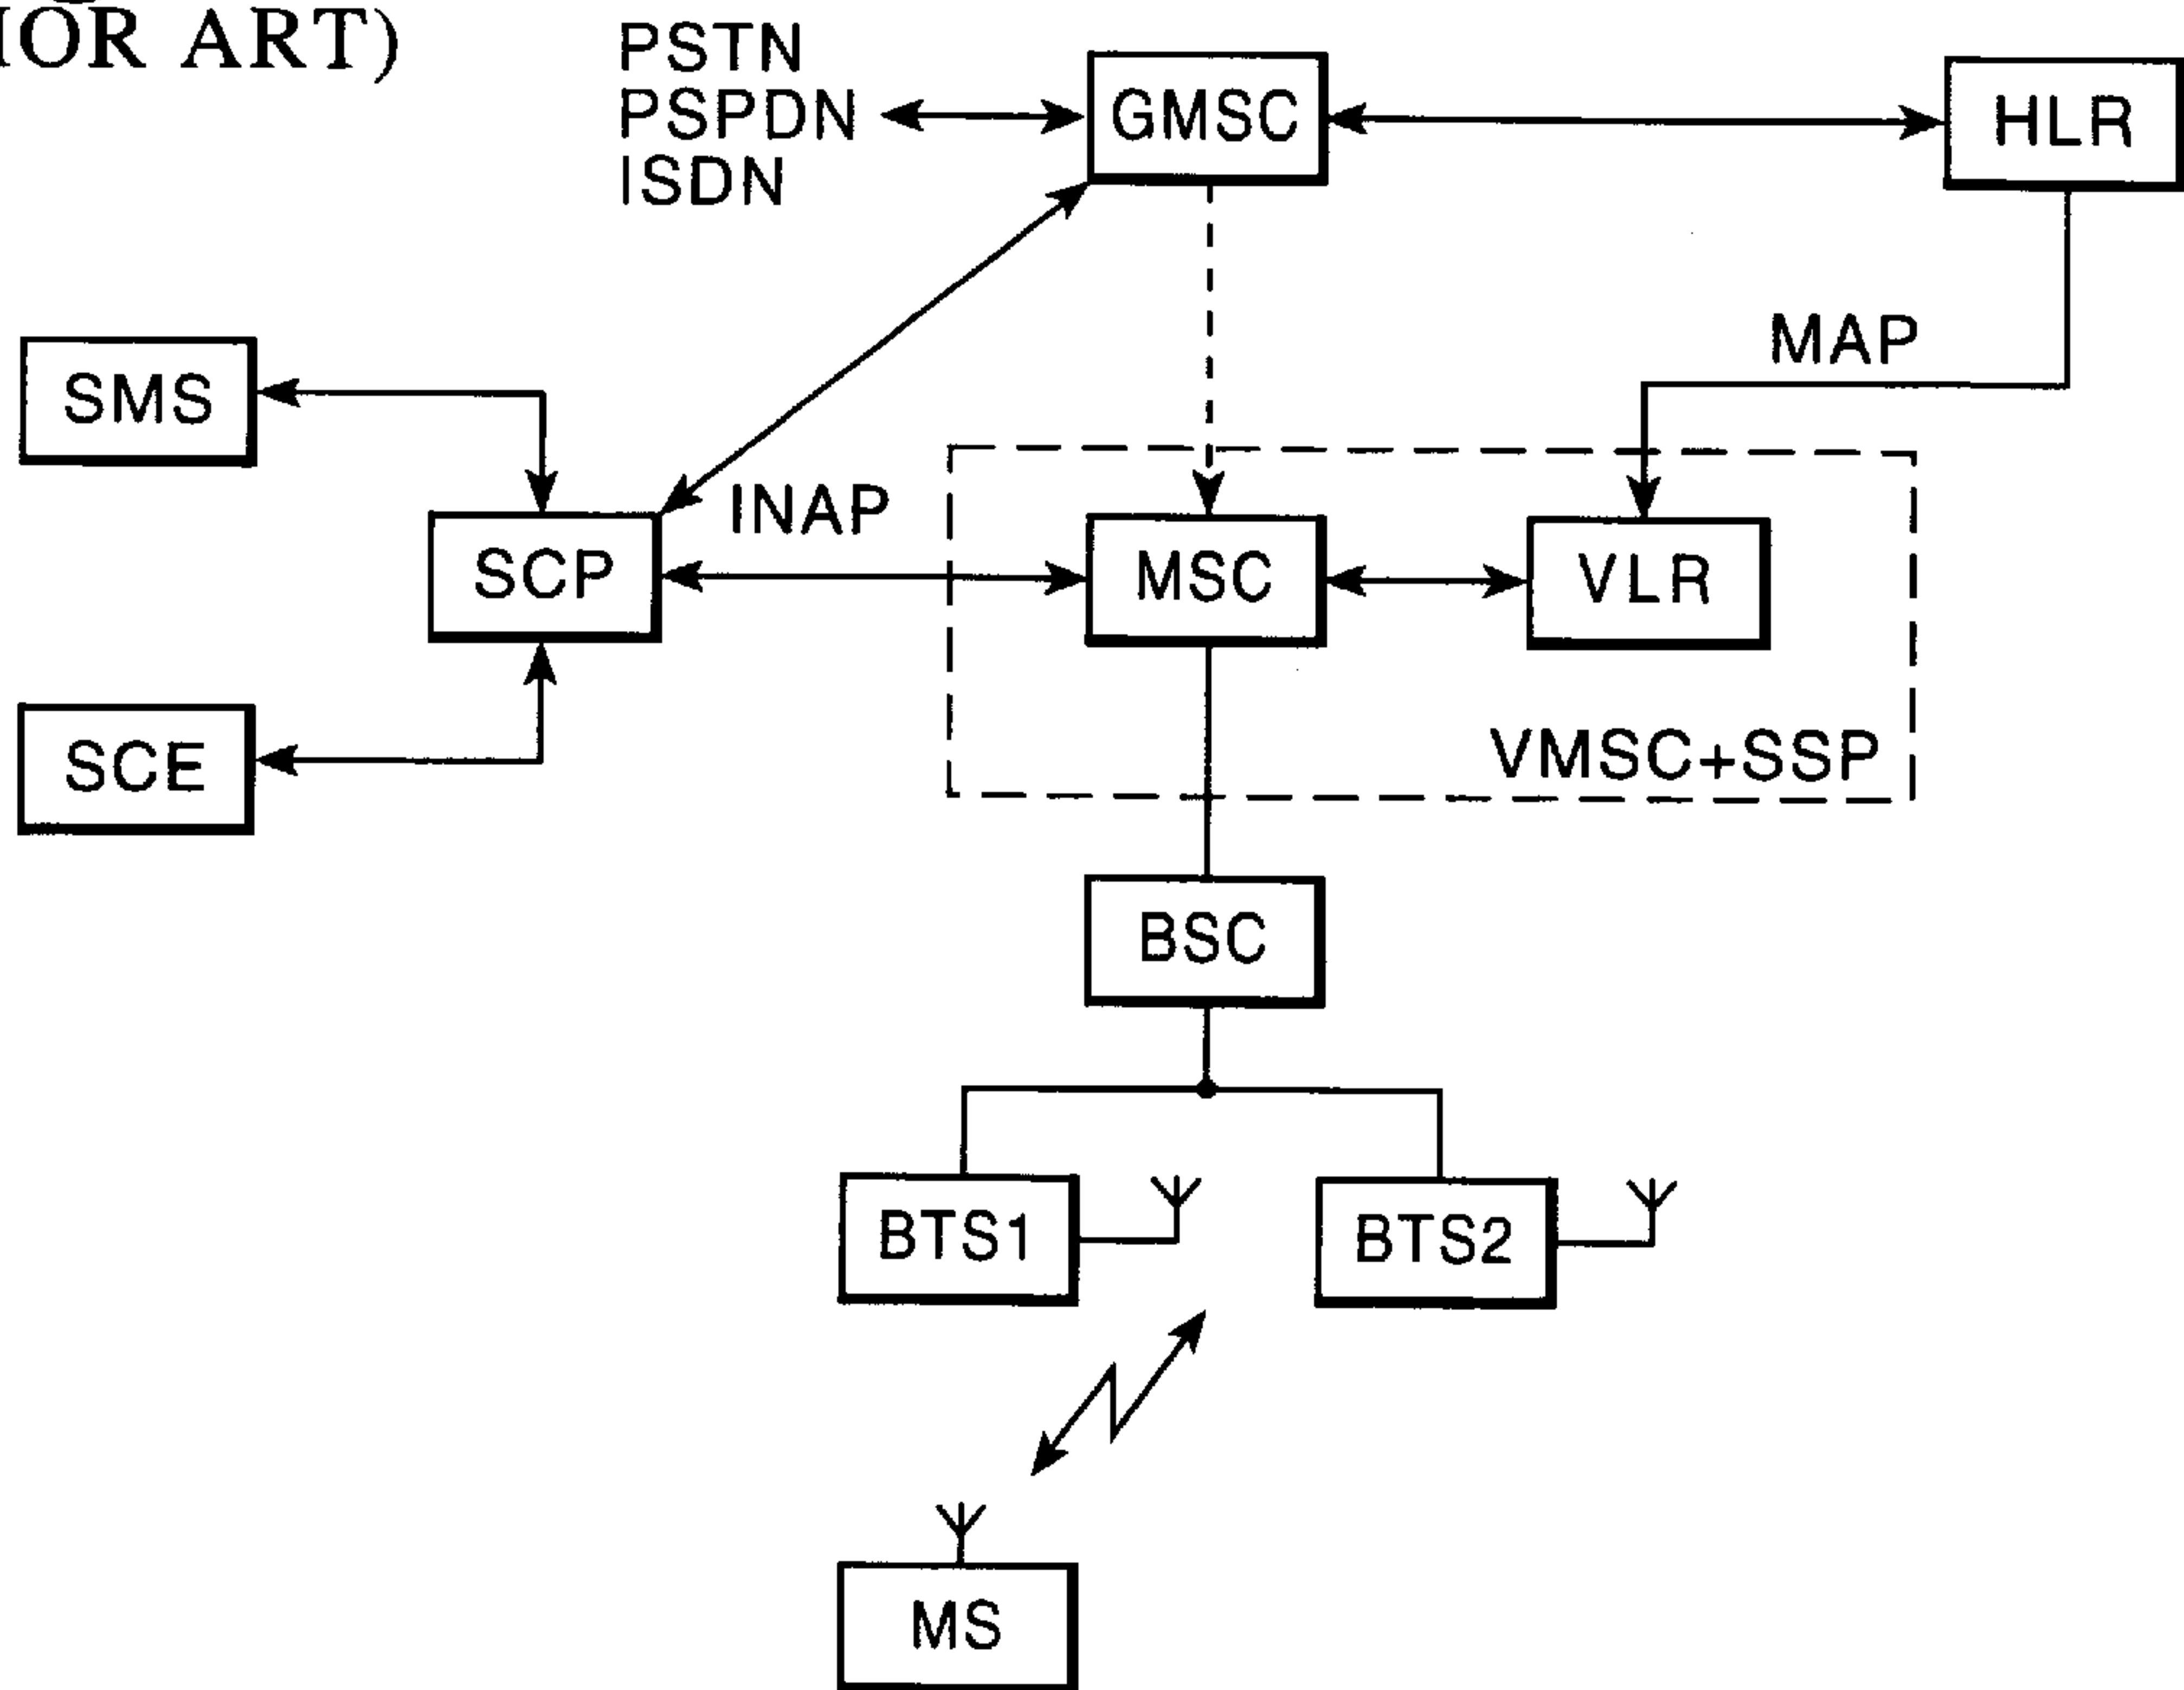 ART)
PSTN
PSPDN
ISDN
GMSC
HLR
MAP
SMS
INAP
SCP
MSC
VLR
SCE
VMSC+SSP
BSC
BTS1
BTS2
MS